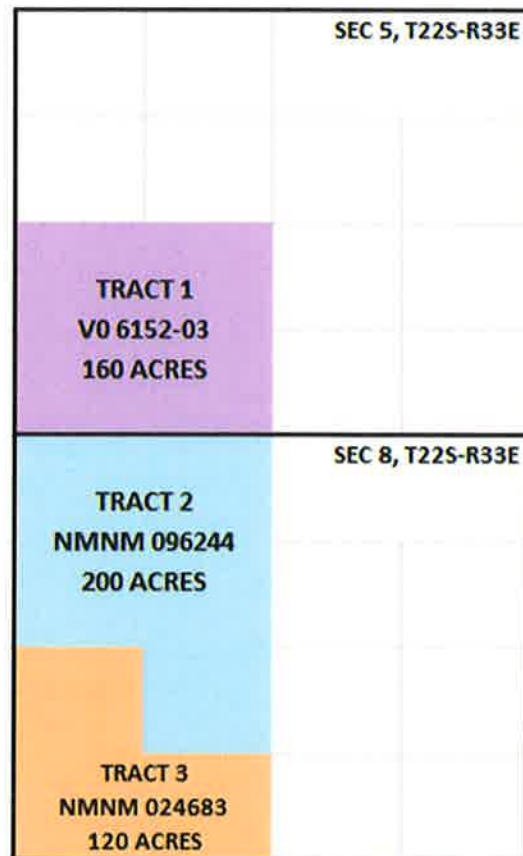 SEC 5, T22S-R33E
TRACT 1
V0 6152-03
160 ACRES
SEC 8, T22S-R33E
TRACT 2
NMNM 096244
200 ACRES
TRACT 3
NMNM 024683
120 ACRES